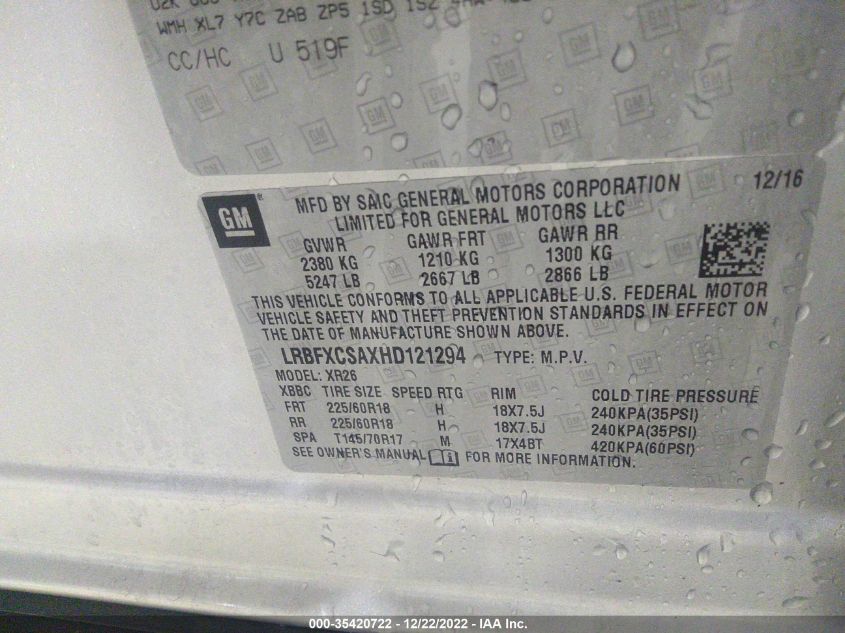 WMH XL7 Y7C ZAB ZP5 1SD 1SZ
CC/HC U 519F
GM
MFD BY SAIC GENERAL MOTORS CORPORATION 12/16
LIMITED FOR GENERAL MOTORS LLC
GVWR GAWR FRT GAWR RR
2380 KG 1210 KG 1300 KG
5247 LB 2667 LB 2866 LB
THIS VEHICLE CONFORMS TO ALL APPLICABLE U.S. FEDERAL MOTOR
VEHICLE SAFETY AND THEFT PREVENTION STANDARDS IN EFFECT ON
THE DATE OF MANUFACTURE SHOWN ABOVE.
LRBFXCSAXHD121294 TYPE: M.P.V.
MODEL: XR26
XBBC TIRE SIZE SPEED RTG RIM COLD TIRE PRESSURE
FRT 225/60R18 H 18X7.5J 240KPA(35PSI)
RR 225/60R18 H 18X7.5J 240KPA(35PSI)
SPA T145/70R17 M 17X4BT 420KPA(60PSI)
SEE OWNER'S MANUAL FOR MORE INFORMATION.
000-35420722 - 12/22/2022 - IAA Inc.